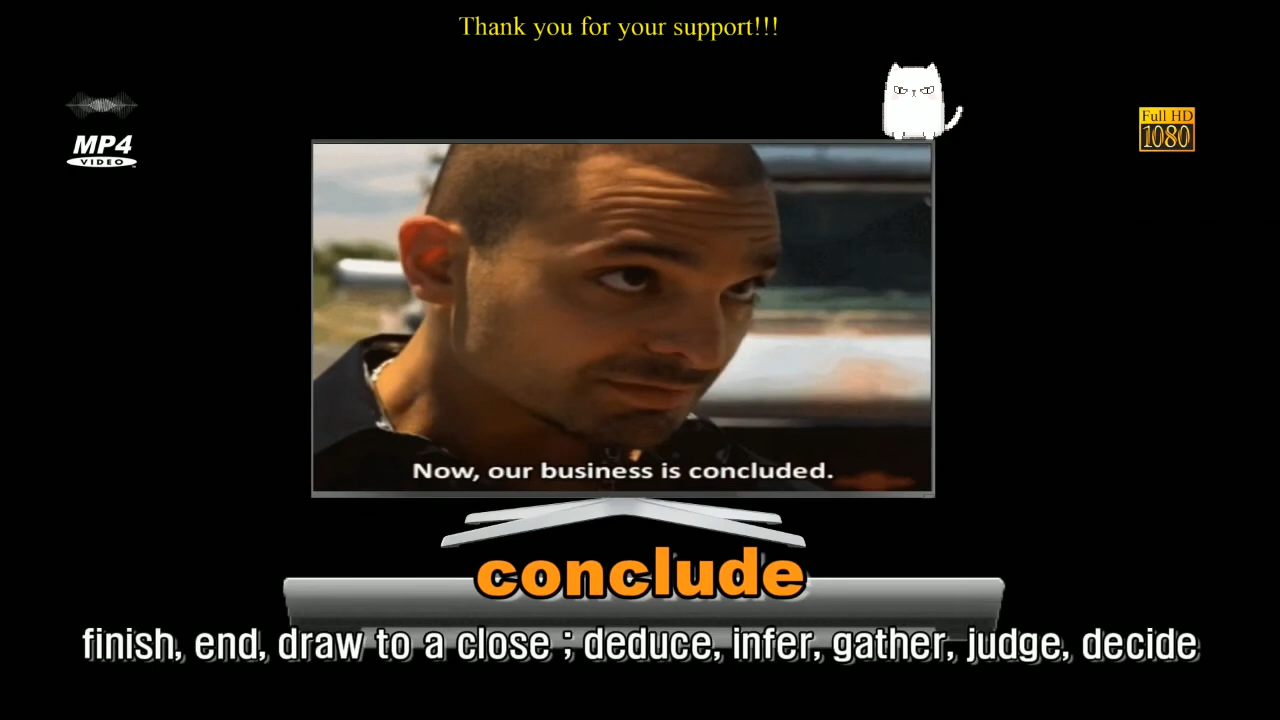 Thank you for your support!!!
MP4
VIDEO
Full HD
1080
Now, our business is concluded.
conclude
finish, end, draw to a close ; deduce, infer, gather, judge, decide